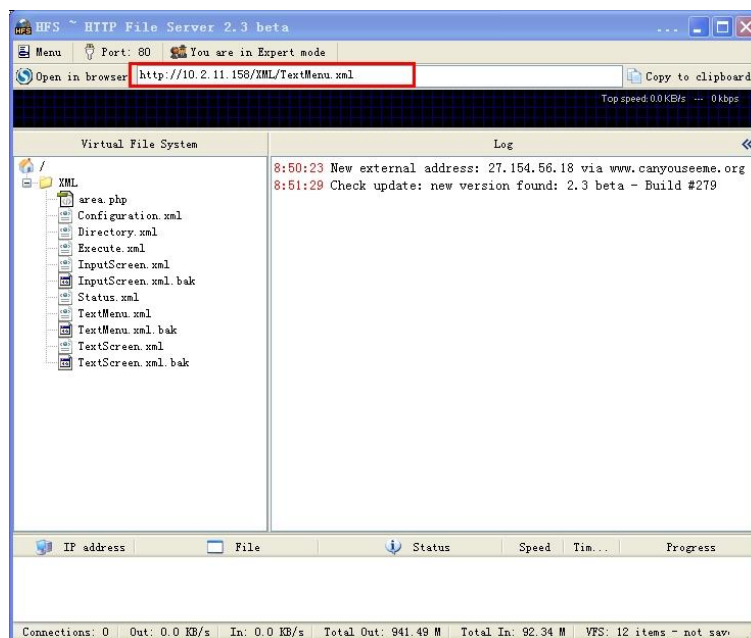 HFS ~ HTTP File Server 2.3 beta ...
Menu Port: 80 You are in Expert mode
Open in browser http://10.2.11.158/XML/TextMenu.xml Copy to clipboard
Top speed: 0.0 KB/s --- 0 kbps
Virtual File System Log
/
8:50:23 New external address: 27.154.56.18 via www.canyouseeme.org
XML
8:51:29 Check update: new version found: 2.3 beta - Build #279
area.php
Configuration.xml
Directory.xml
Execute.xml
InputScreen.xml
InputScreen.xml.bak
Status.xml
TextMenu.xml
TextMenu.xml.bak
TextScreen.xml
TextScreen.xml.bak
IP address File Status Speed Tim... Progress
Connections: 0 Out: 0.0 KB/s In: 0.0 KB/s Total Out: 941.49 M Total In: 92.34 M VFS: 12 items - not sav